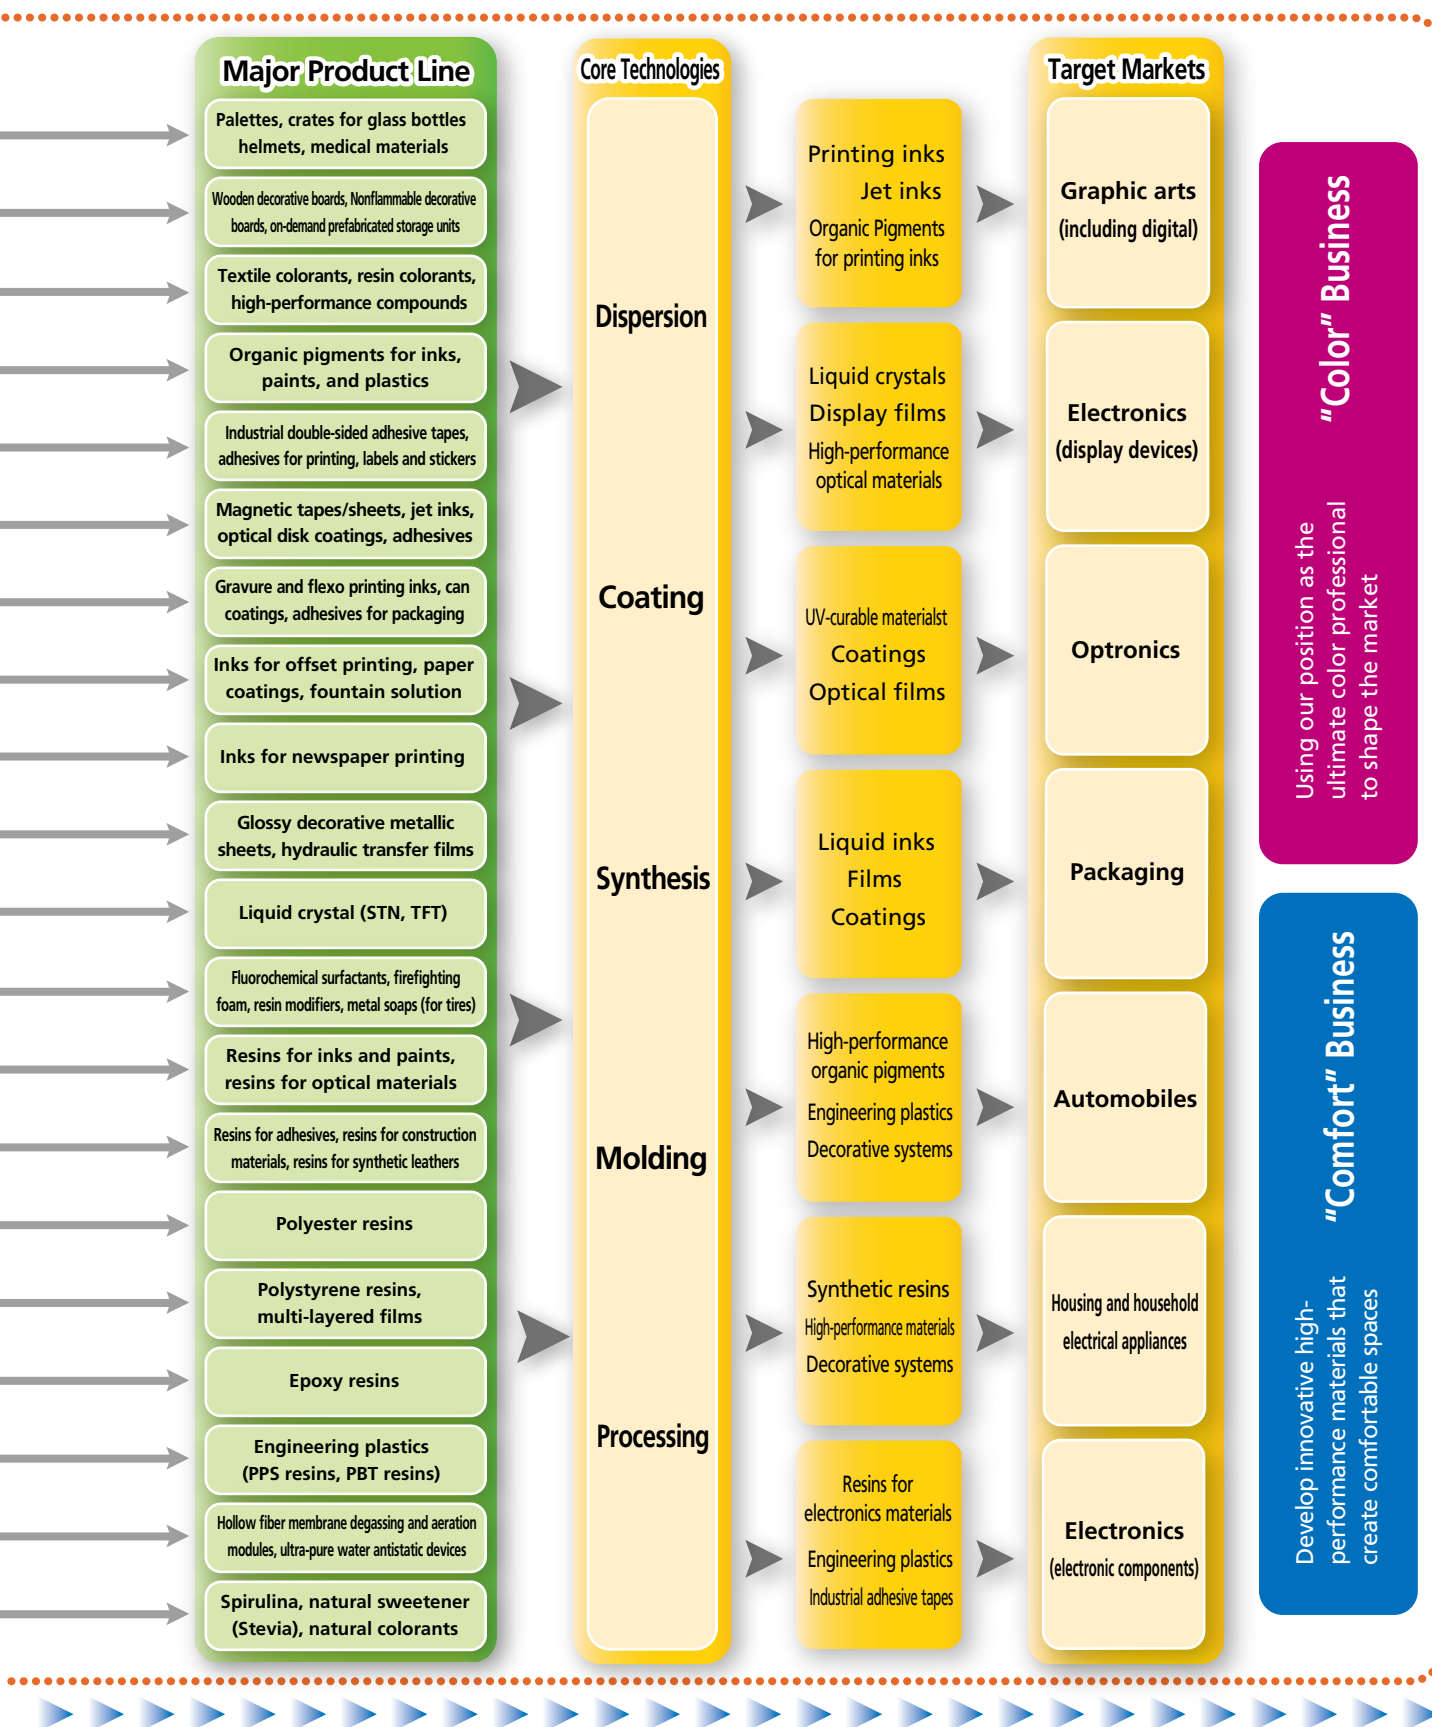 Major Product Line
Palettes, crates for glass bottles
helmets, medical materials
Wooden decorative boards, Nonflammable decorative
boards, on-demand prefabricated storage units
Textile colorants, resin colorants,
high-performance compounds
Organic pigments for inks,
paints, and plastics
Industrial double-sided adhesive tapes,
adhesives for printing, labels and stickers
Magnetic tapes/sheets, jet inks,
optical disk coatings, adhesives
Gravure and flexo printing inks, can
coatings, adhesives for packaging
Inks for offset printing, paper
coatings, fountain solution
Inks for newspaper printing
Glossy decorative metallic
sheets, hydraulic transfer films
Liquid crystal (STN, TFT)
Fluorochemical surfactants, firefighting
foam, resin modifiers, metal soaps (for tires)
Resins for inks and paints,
resins for optical materials
Resins for adhesives, resins for construction
materials, resins for synthetic leathers
Polyester resins
Polystyrene resins,
multi-layered films
Epoxy resins
Engineering plastics
(PPS resins, PBT resins)
Hollow fiber membrane degassing and aeration
modules, ultra-pure water antistatic devices
Spirulina, natural sweetener
(Stevia), natural colorants
Core Technologies
Dispersion
Coating
Synthesis
Molding
Processing
Printing inks
Jet inks
Organic Pigments
for printing inks
Liquid crystals
Display films
High-performance
optical materials
UV-curable materialst
Coatings
Optical films
Liquid inks
Films
Coatings
High-performance
organic pigments
Engineering plastics
Decorative systems
Synthetic resins
High-performance materials
Decorative systems
Resins for
electronics materials
Engineering plastics
Industrial adhesive tapes
Target Markets
Graphic arts
(including digital)
Electronics
(display devices)
Optronics
Packaging
Automobiles
Housing and household
electrical appliances
Electronics
(electronic components)
"Color" Business
Using our position as the
ultimate color professional
to shape the market
"Comfort" Business
Develop innovative high-
performance materials that
create comfortable spaces